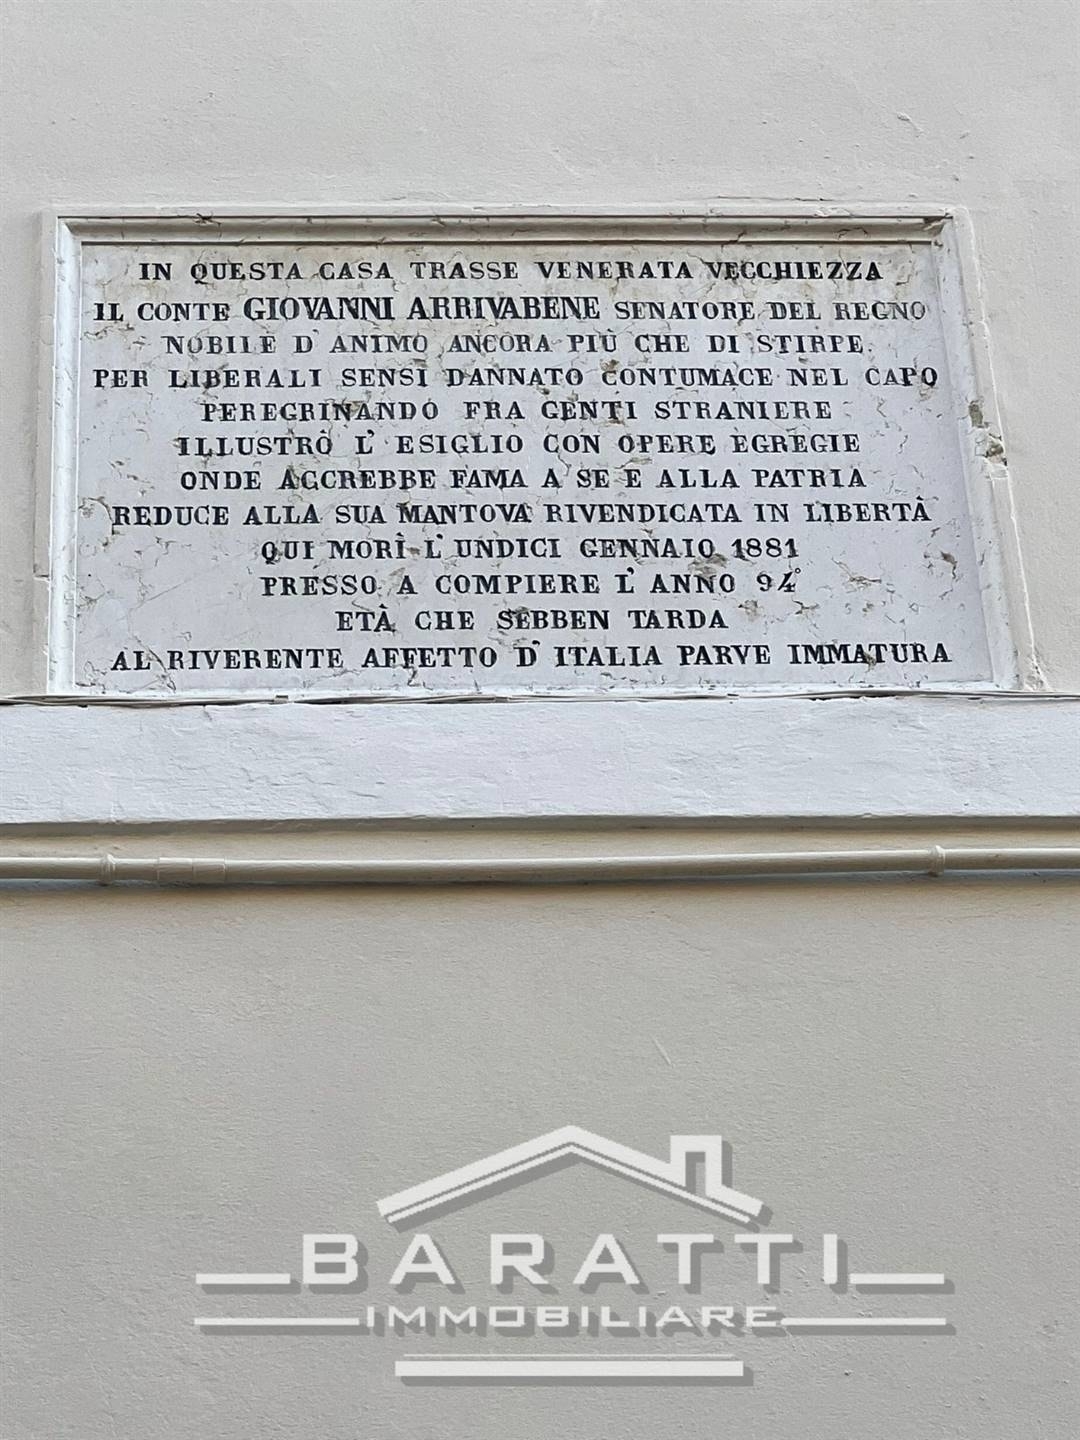 IN QUESTA CASA TRASSE VENERATA VECCHIEZZA
IL CONTE GIOVANNI ARRIVABENE SENATORE DEL REGNO
NOBILE D'ANIMO ANCORA PIÙ CHE DI STIRPE
PER LIBERALI SENSI DANNATO CONTUMACE NEL CAPO
PEREGRINANDO FRA GENTI STRANIERE
ILLUSTRÒ L'ESIGLIO CON OPERE EGREGIE
ONDE ACCREBBE FAMA A SE E ALLA PATRIA
REDUCE ALLA SUA MANTOVA RIVENDICATA IN LIBERTÀ
QUI MORÌ L'UNDICI GENNAIO 1881
PRESSO A COMPIERE L'ANNO 94°
ETÀ CHE SEBBEN TARDA
AL RIVERENTE AFFETTO D'ITALIA PARVE IMMATURA
BARATTI
IMMOBILIARE